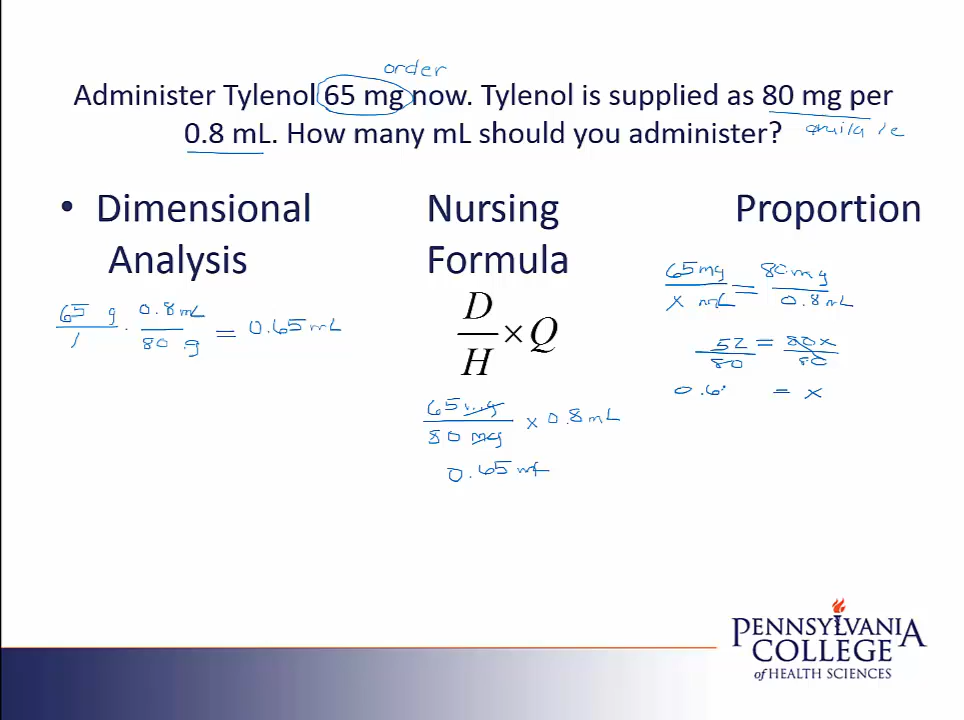 order
Administer Tylenol 65 mg now. Tylenol is supplied as 80 mg per
0.8 mL. How many mL should you administer?
• Dimensional Analysis
65 g / 1 · 0.8 mL / 80 g = 0.65 mL
Nursing Formula
D / H × Q
65 mg / 80 mg x 0.8 mL
0.65 mL
Proportion
65 mg / x mL = 80 mg / 0.8 mL
52 / 80 = 80x / 80
0.6 = x
PENNSYLVANIA
COLLEGE
of HEALTH SCIENCES